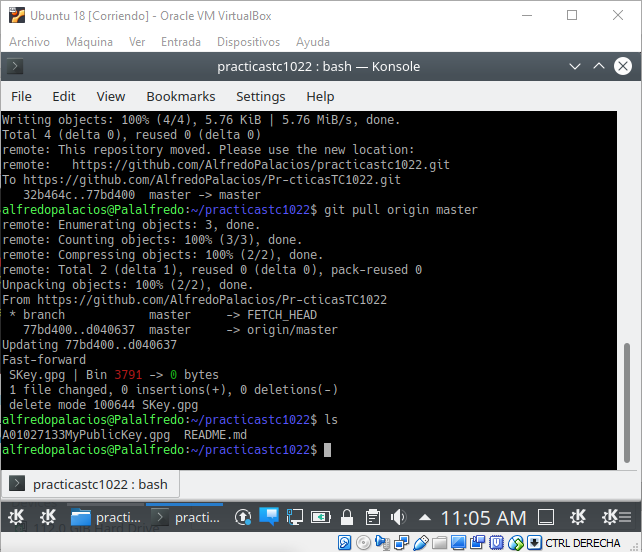 Ubuntu 18 [Corriendo] - Oracle VM VirtualBox
Archivo Máquina Ver Entrada Dispositivos Ayuda
practicastc1022 : bash — Konsole
File Edit View Bookmarks Settings Help
Writing objects: 100% (4/4), 5.76 KiB | 5.76 MiB/s, done.
Total 4 (delta 0), reused 0 (delta 0)
remote: This repository moved. Please use the new location:
remote:   https://github.com/AlfredoPalacios/practicastc1022.git
To https://github.com/AlfredoPalacios/Pr-cticasTC1022.git
   32b464c..77bd400  master -> master
alfredopalacios@Palalfredo:~/practicastc1022$ git pull origin master
remote: Enumerating objects: 3, done.
remote: Counting objects: 100% (3/3), done.
remote: Compressing objects: 100% (2/2), done.
remote: Total 2 (delta 1), reused 0 (delta 0), pack-reused 0
Unpacking objects: 100% (2/2), done.
From https://github.com/AlfredoPalacios/Pr-cticasTC1022
 * branch            master     -> FETCH_HEAD
   77bd400..d040637  master     -> origin/master
Updating 77bd400..d040637
Fast-forward
 SKey.gpg | Bin 3791 -> 0 bytes
 1 file changed, 0 insertions(+), 0 deletions(-)
 delete mode 100644 SKey.gpg
alfredopalacios@Palalfredo:~/practicastc1022$ ls
A01027133MyPublicKey.gpg  README.md
alfredopalacios@Palalfredo:~/practicastc1022$
practicastc1022 : bash
practi... practi... 11:05 AM
CTRL DERECHA